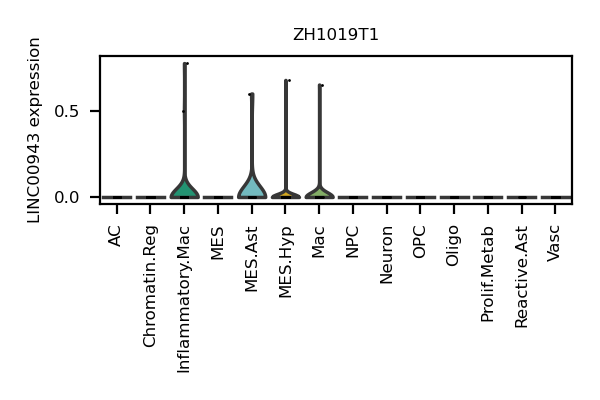 ZH1019T1
LINC00943 expression
0.5
0.0
AC
Chromatin.Reg
Inflammatory.Mac
MES
MES.Ast
MES.Hyp
Mac
NPC
Neuron
OPC
Oligo
Prolif.Metab
Reactive.Ast
Vasc